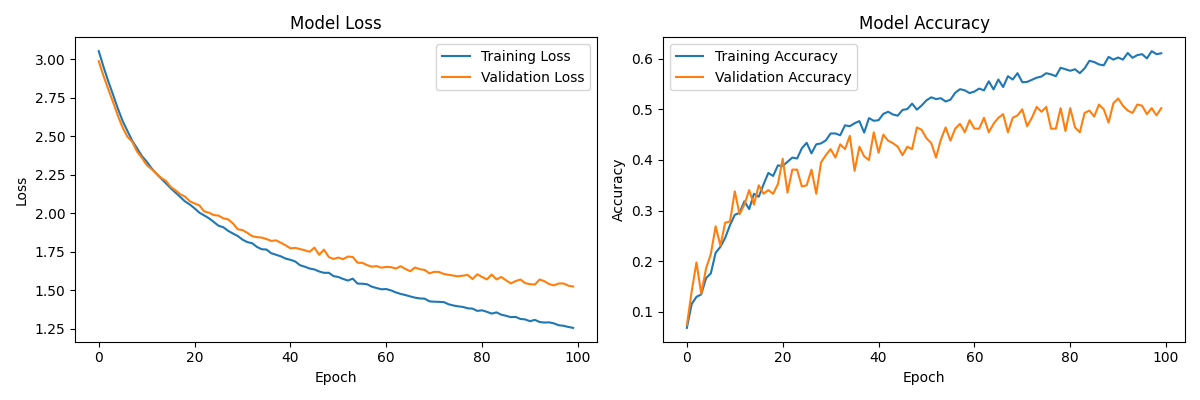 Model Loss
Training Loss
Validation Loss
Loss
3.00
2.75
2.50
2.25
2.00
1.75
1.50
1.25
0
20
40
60
80
100
Epoch
Model Accuracy
Training Accuracy
Validation Accuracy
Accuracy
0.6
0.5
0.4
0.3
0.2
0.1
0
20
40
60
80
100
Epoch